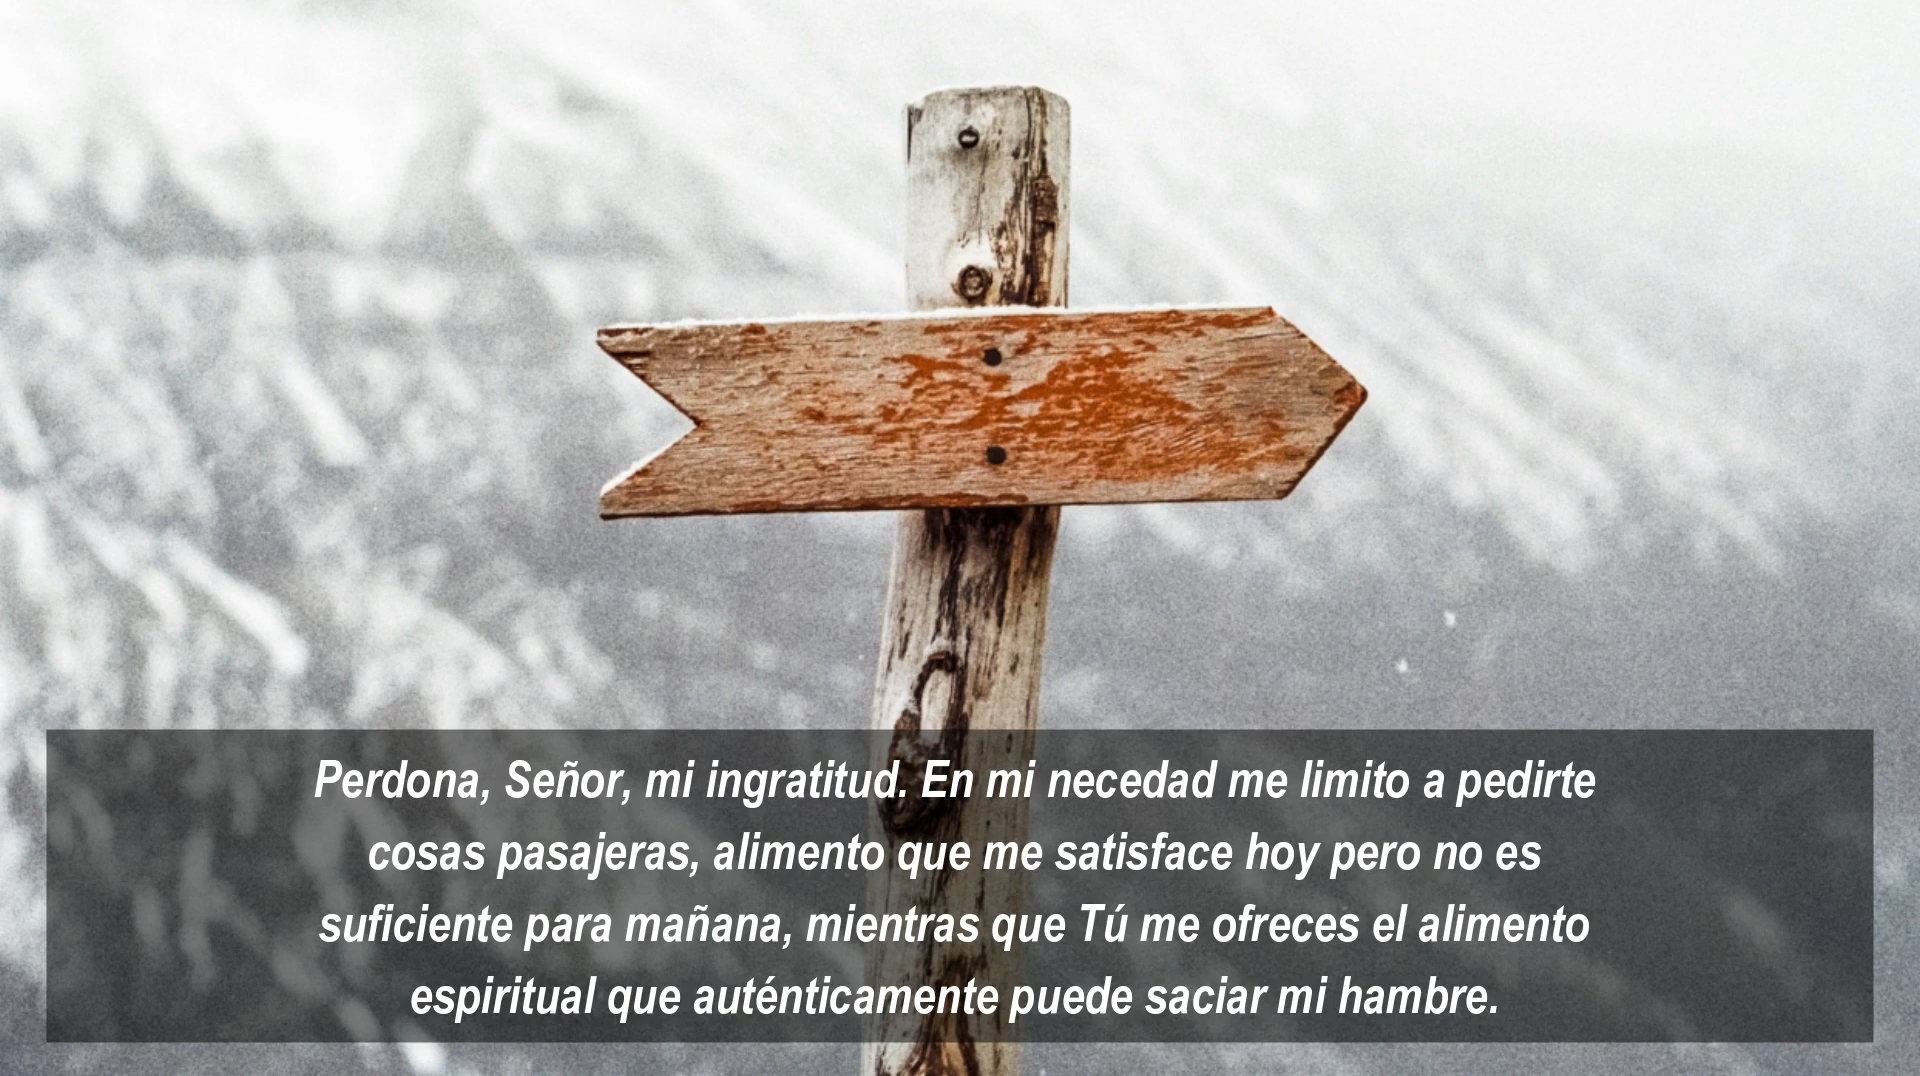 Perdona, Señor, mi ingratitud. En mi necedad me limito a pedirte
cosas pasajeras, alimento que me satisface hoy pero no es
suficiente para mañana, mientras que Tú me ofreces el alimento
espiritual que auténticamente puede saciar mi hambre.